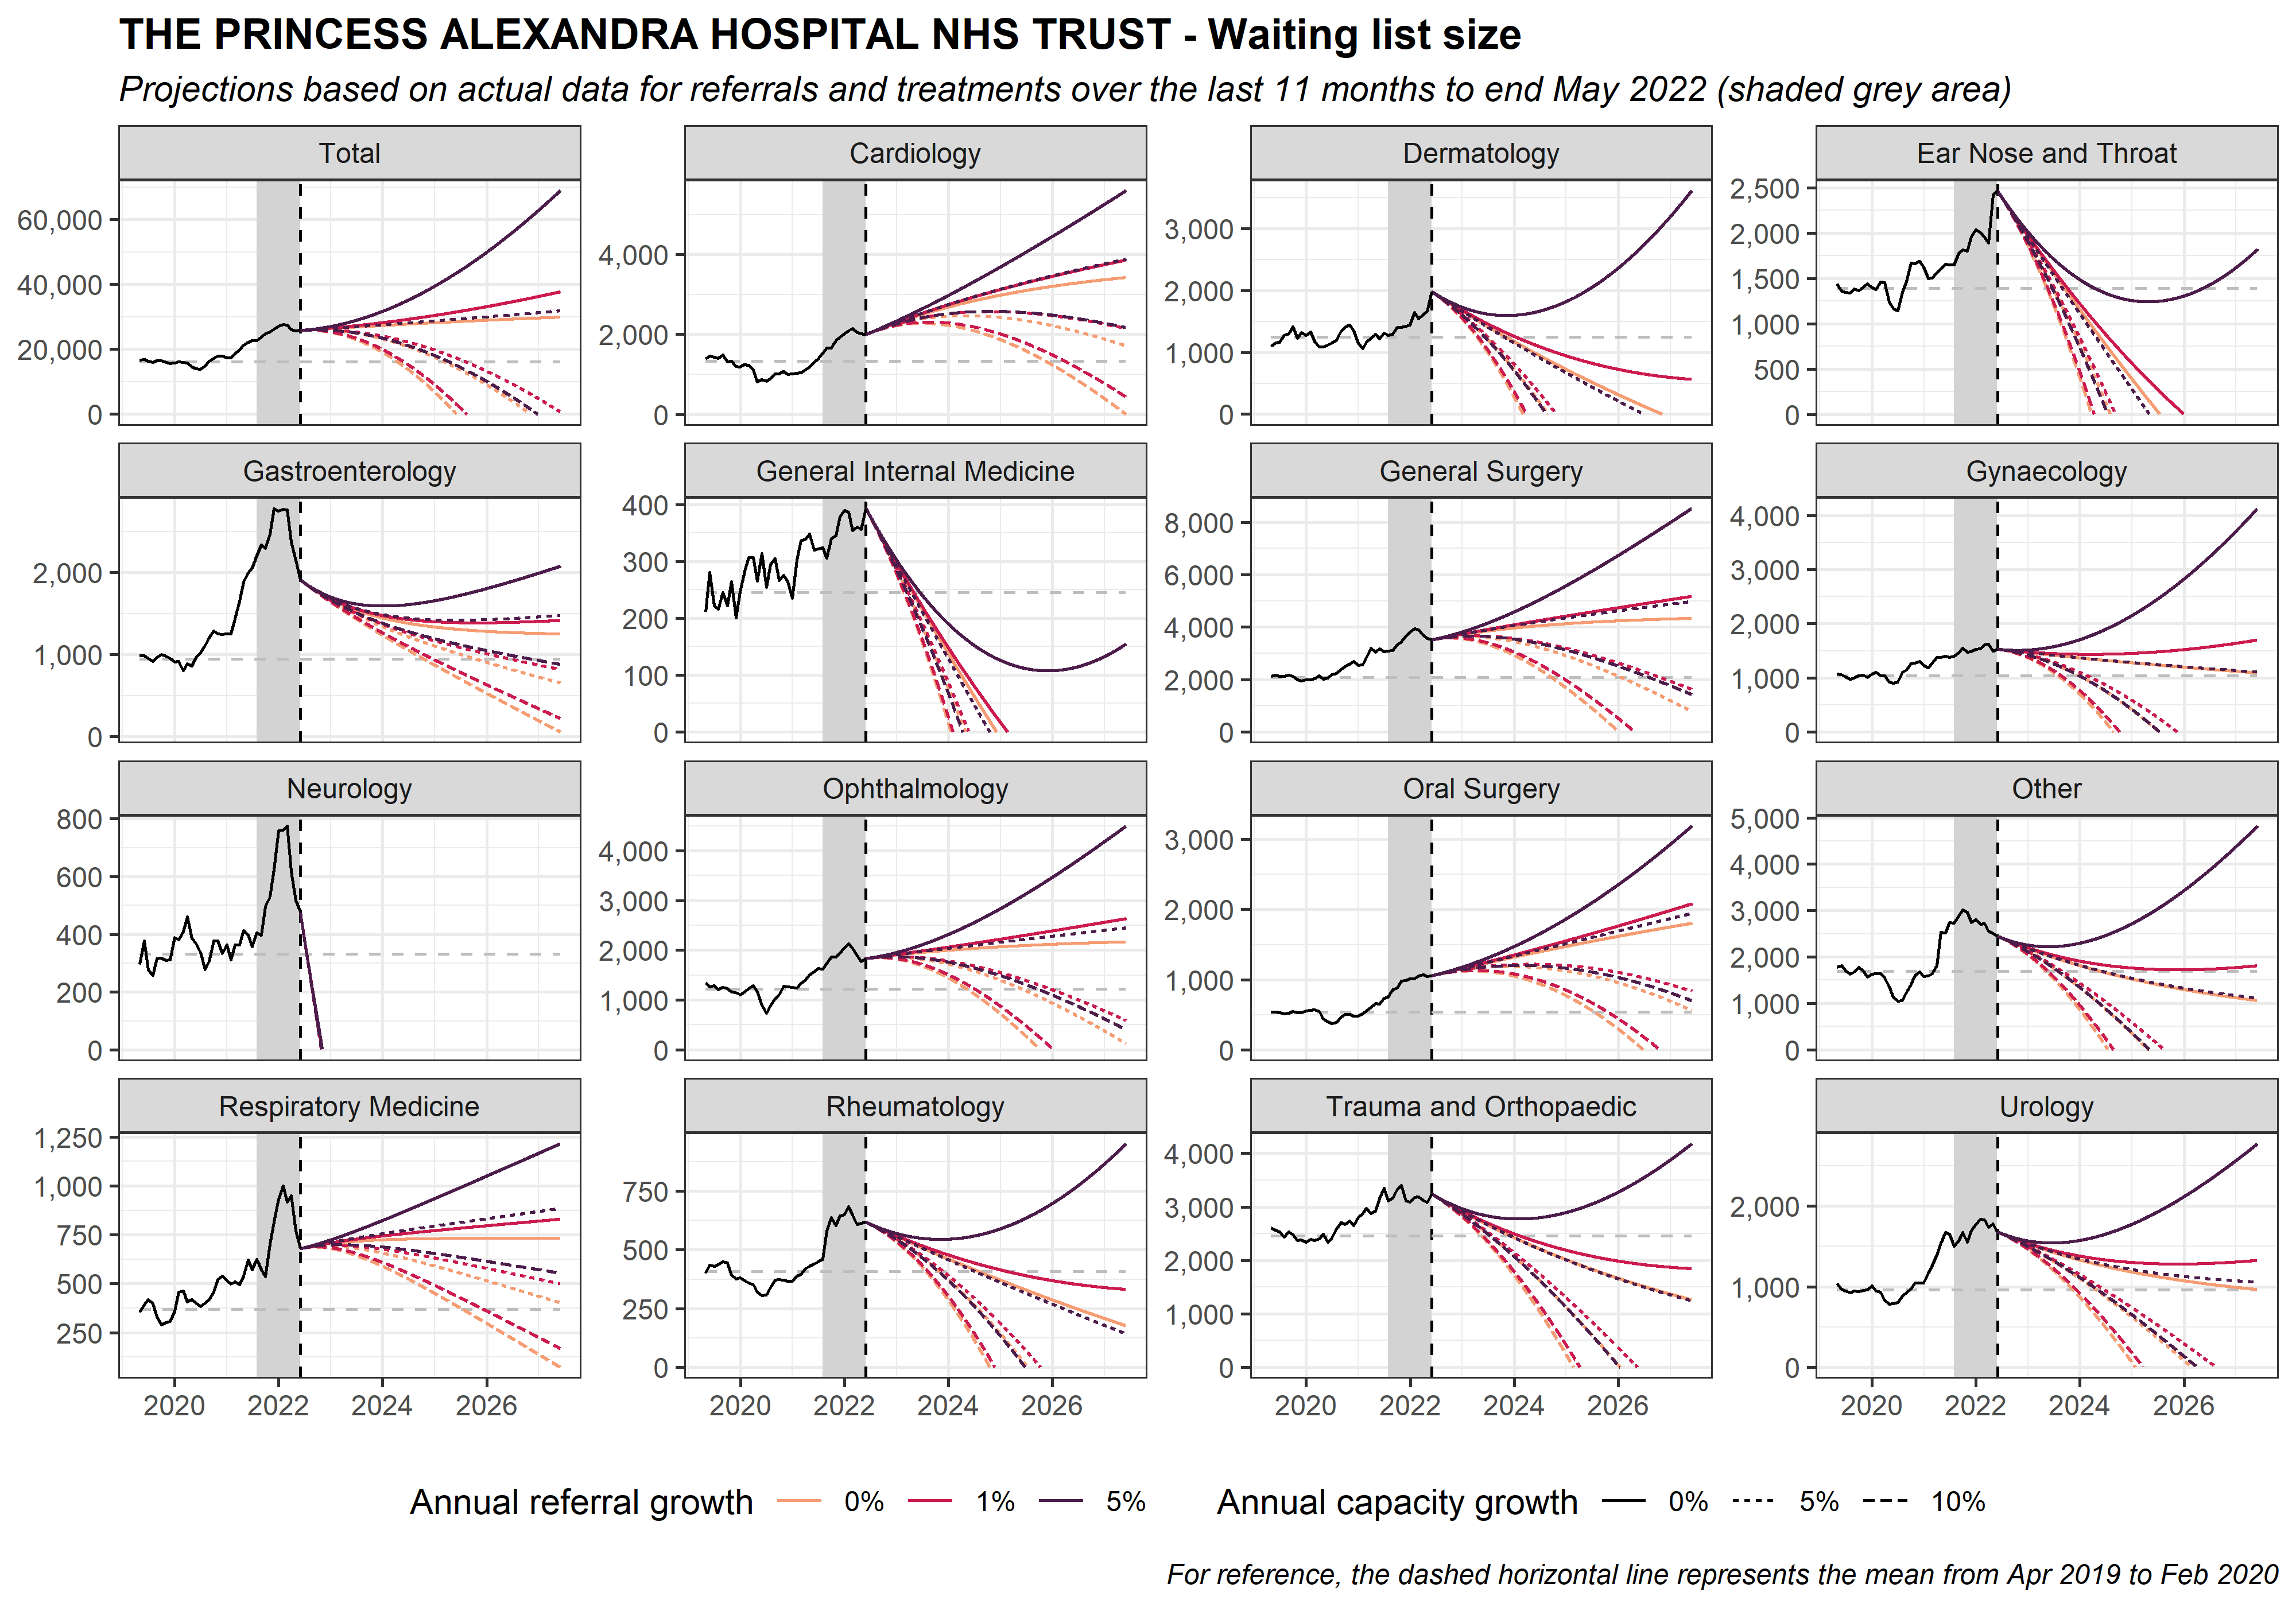 THE PRINCESS ALEXANDRA HOSPITAL NHS TRUST - Waiting list size
Projections based on actual data for referrals and treatments over the last 11 months to end May 2022 (shaded grey area)
Total
60,000
40,000
20,000
0
Cardiology
4,000
2,000
0
Dermatology
3,000
2,000
1,000
0
Ear Nose and Throat
2,500
2,000
1,500
1,000
500
0
Gastroenterology
2,000
1,000
0
General Internal Medicine
400
300
200
100
0
General Surgery
8,000
6,000
4,000
2,000
0
Gynaecology
4,000
3,000
2,000
1,000
0
Neurology
800
600
400
200
0
Ophthalmology
4,000
3,000
2,000
1,000
0
Oral Surgery
3,000
2,000
1,000
0
Other
5,000
4,000
3,000
2,000
1,000
0
Respiratory Medicine
1,250
1,000
750
500
250
2020 2022 2024 2026
Rheumatology
750
500
250
0
2020 2022 2024 2026
Trauma and Orthopaedic
4,000
3,000
2,000
1,000
0
2020 2022 2024 2026
Urology
2,000
1,000
0
2020 2022 2024 2026
Annual referral growth 0% 1% 5%
Annual capacity growth 0% 5% 10%
For reference, the dashed horizontal line represents the mean from Apr 2019 to Feb 2020